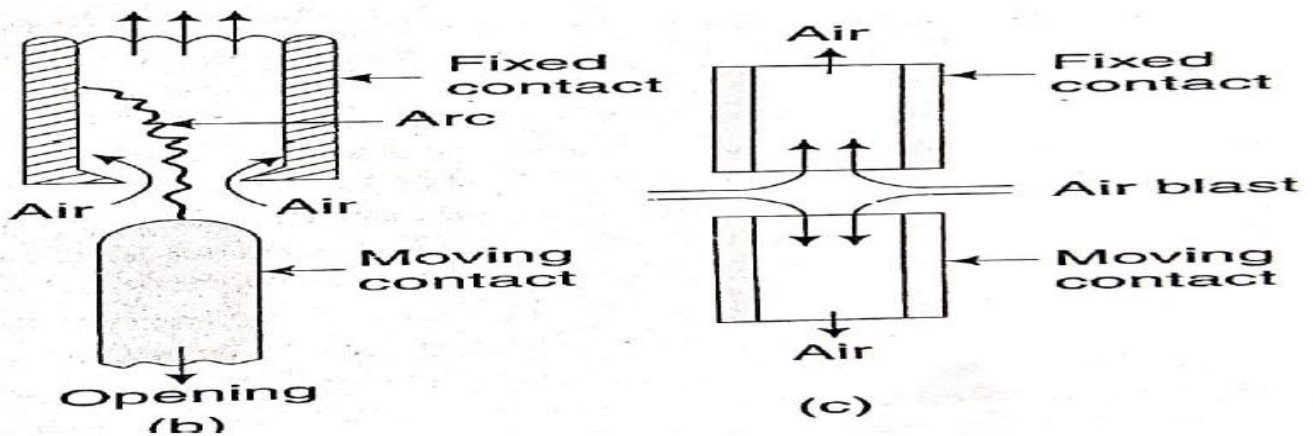 Fixed
contact
Arc
Air
Air
Moving
contact
Opening
(b)
Air
Fixed
contact
Air blast
Moving
contact
Air
(c)